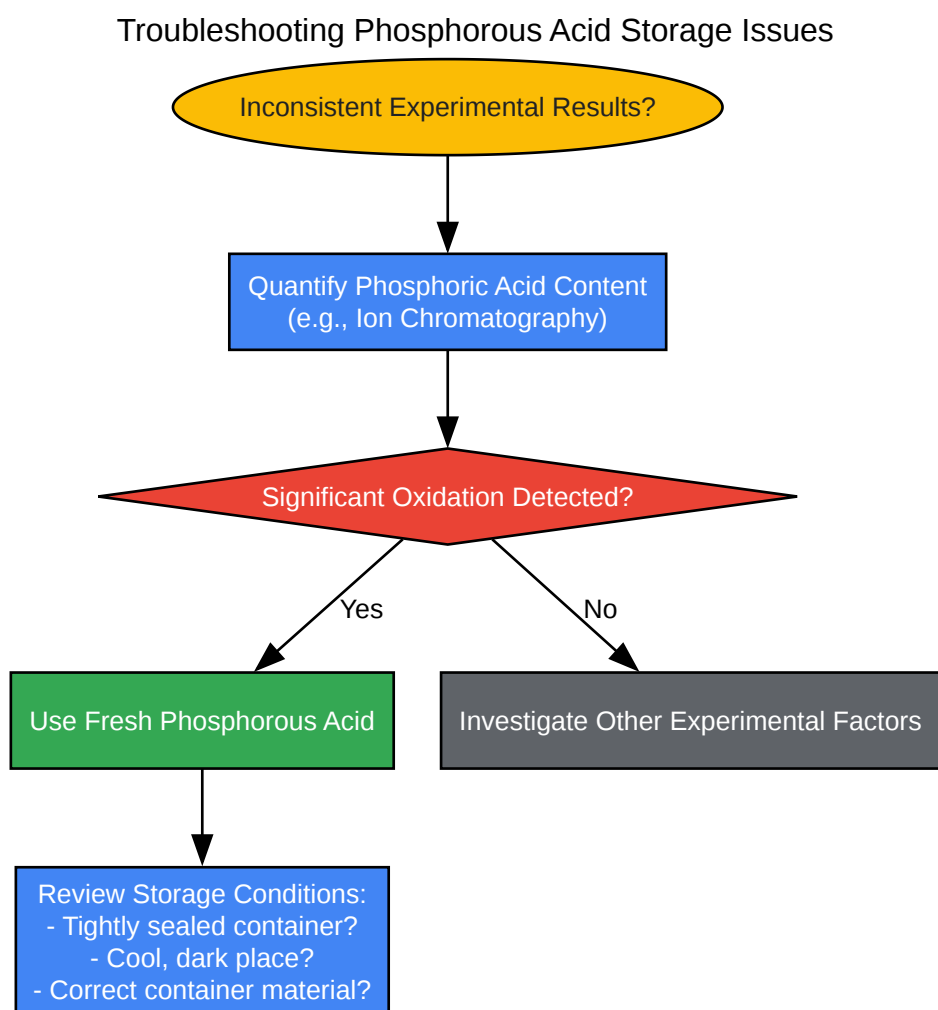 Troubleshooting Phosphorous Acid Storage Issues
Inconsistent Experimental Results?
Quantify Phosphoric Acid Content
(e.g., Ion Chromatography)
Significant Oxidation Detected?
Yes
No
Use Fresh Phosphorous Acid
Investigate Other Experimental Factors
Review Storage Conditions:
- Tightly sealed container?
- Cool, dark place?
- Correct container material?